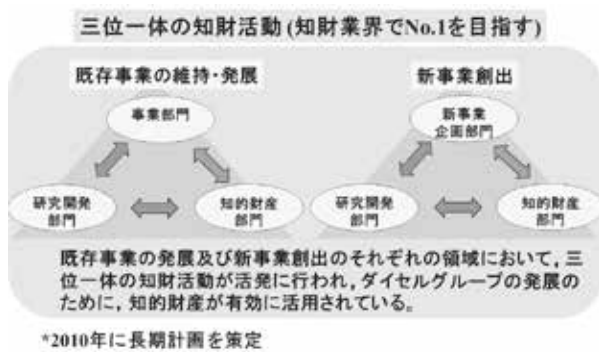 三位一体の知財活動 (知財業界でNo.1を目指す)
既存事業の維持・発展
事業部門
研究開発
部門
知的財産
部門
新事業創出
新事業
企画部門
研究開発
部門
知的財産
部門
既存事業の発展及び新事業創出のそれぞれの領域において, 三
位一体の知財活動が活発に行われ, ダイセルグループの発展の
ために, 知的財産が有効に活用されている。
*2010年に長期計画を策定